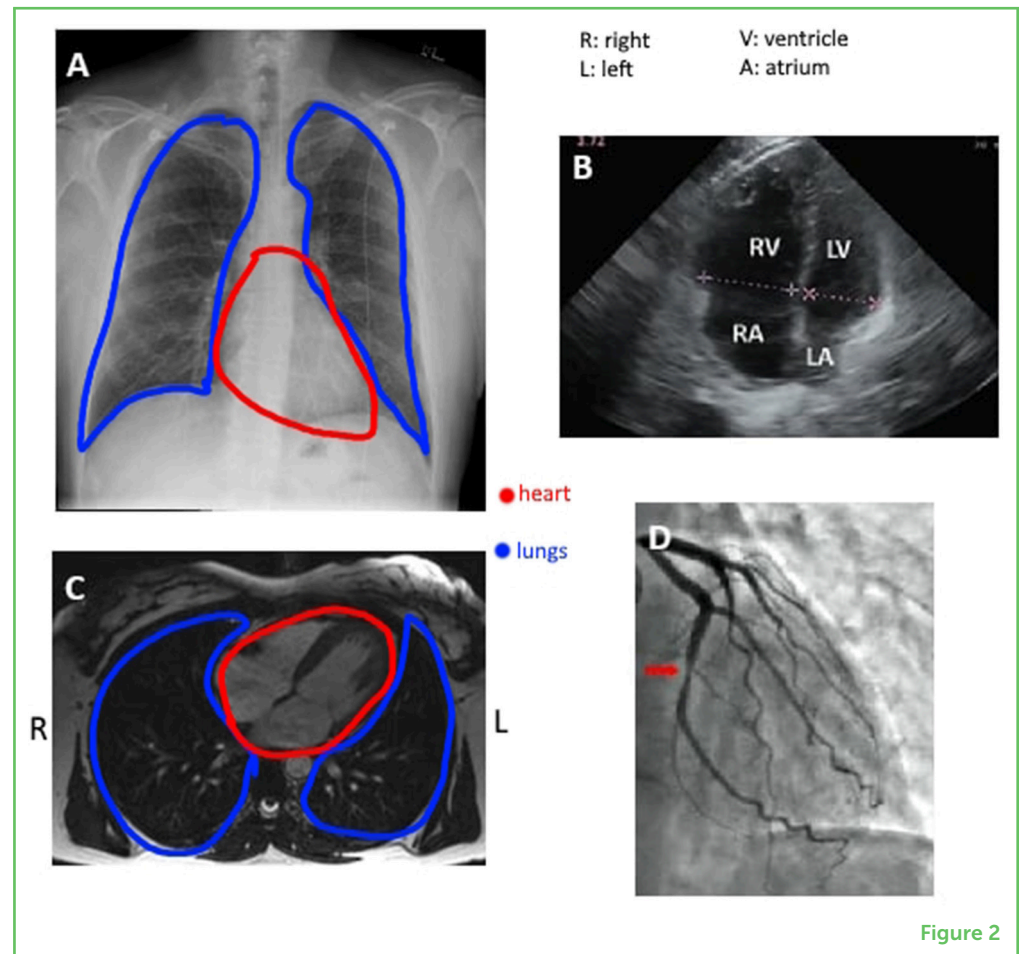 A
R: right
V: ventricle
L: left
A: atrium
B
RV
LV
RA
LA
heart
lungs
C
R
L
D
Figure 2